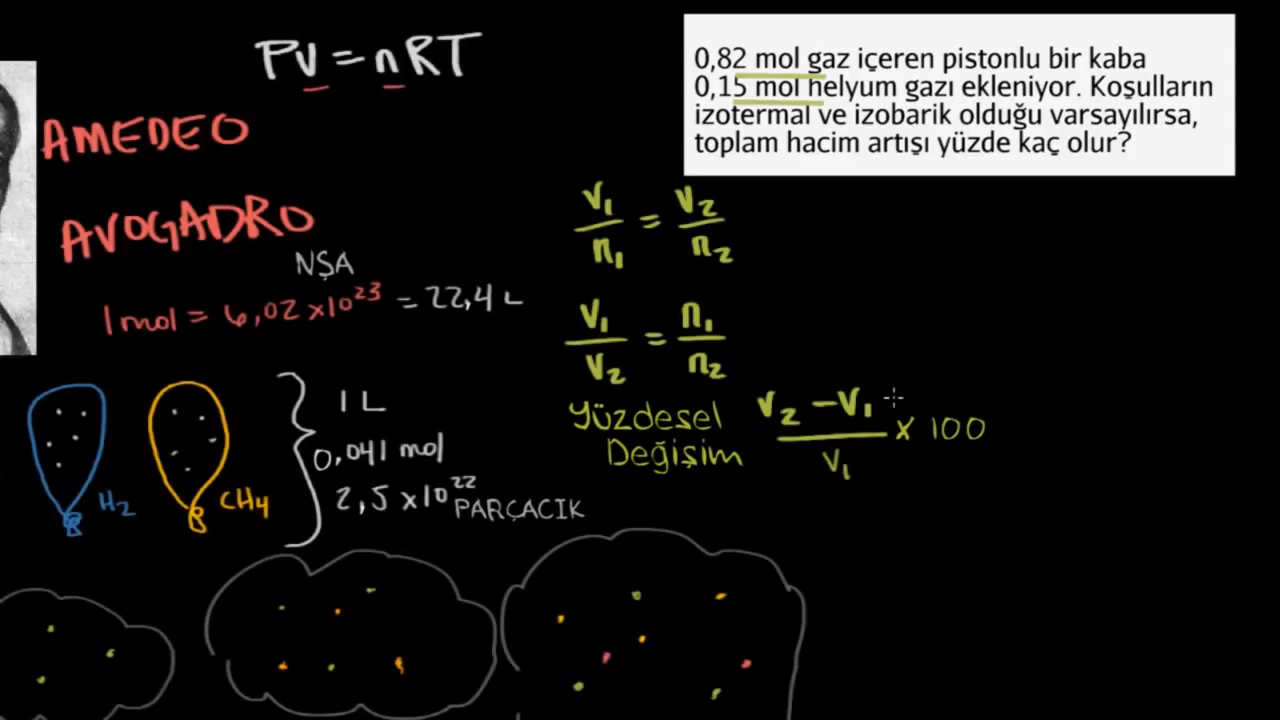 PV = nRT
0,82 mol gaz içeren pistonlu bir kaba
0,15 mol helyum gazı ekleniyor. Koşulların
izotermal ve izobarik olduğu varsayılırsa,
toplam hacim artışı yüzde kaç olur?
AMEDEO
AVOGADRO
NŞA
1 mol = 6,02 x 10²³ = 22,4 L
V₁/n₁ = V₂/n₂
V₁/V₂ = n₁/n₂
Yüzdesel
Değişim
V₂ - V₁ / V₁ x 100
H₂
CH₄
1 L
0,041 mol
2,5 x 10²² PARÇACIK